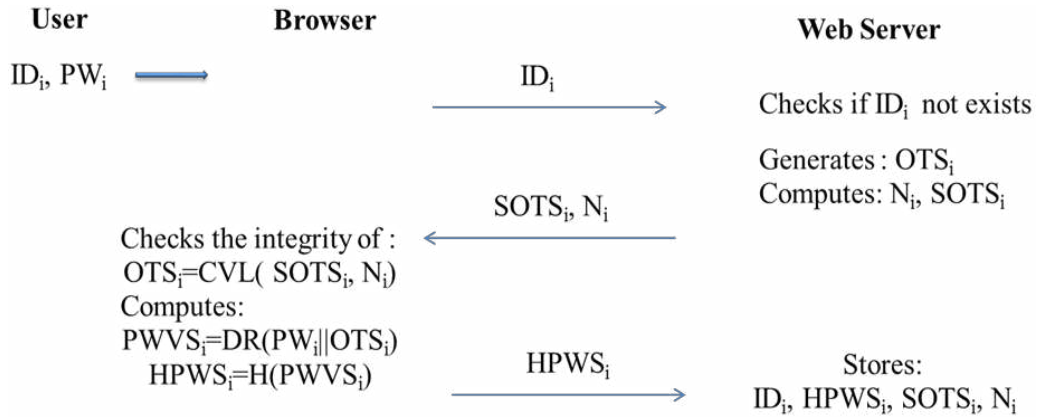 User
Browser
Web Server
IDi, PWi
IDi
Checks if IDi not exists
Generates : OTSi
Computes: Ni, SOTSi
SOTSi, Ni
Checks the integrity of :
OTSi=CVL( SOTSi, Ni)
Computes:
PWVSi=DR(PWi||OTSi)
HPWSi=H(PWVSi)
HPWSi
Stores:
IDi, HPWSi, SOTSi, Ni